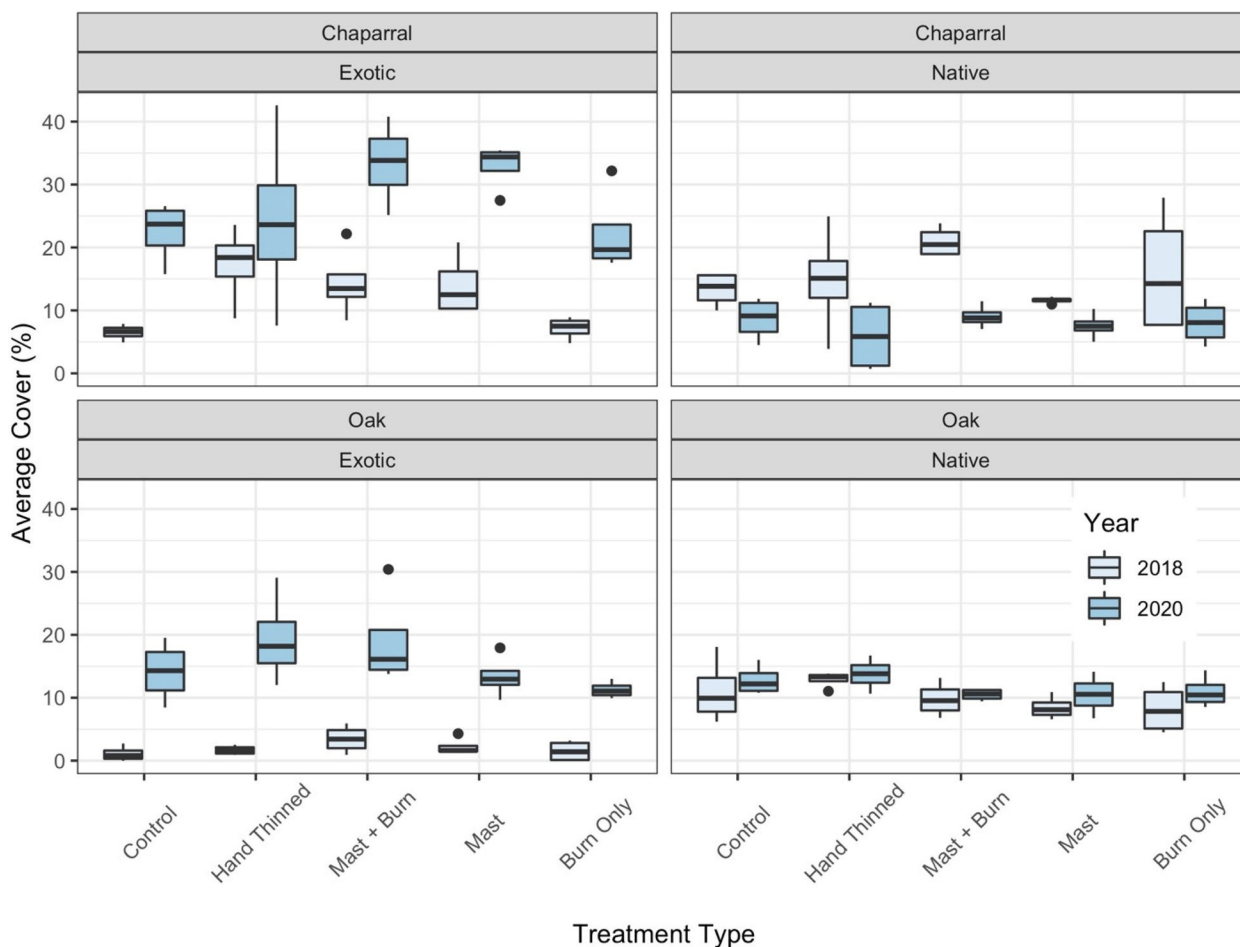 Chaparral
Exotic
Chaparral
Native
40
30
20
10
0
Oak
Exotic
Oak
Native
40
30
20
10
0
Average Cover (%)
Year
2018
2020
Control
Hand Thinned
Mast + Burn
Mast
Burn Only
Control
Hand Thinned
Mast + Burn
Mast
Burn Only
Treatment Type